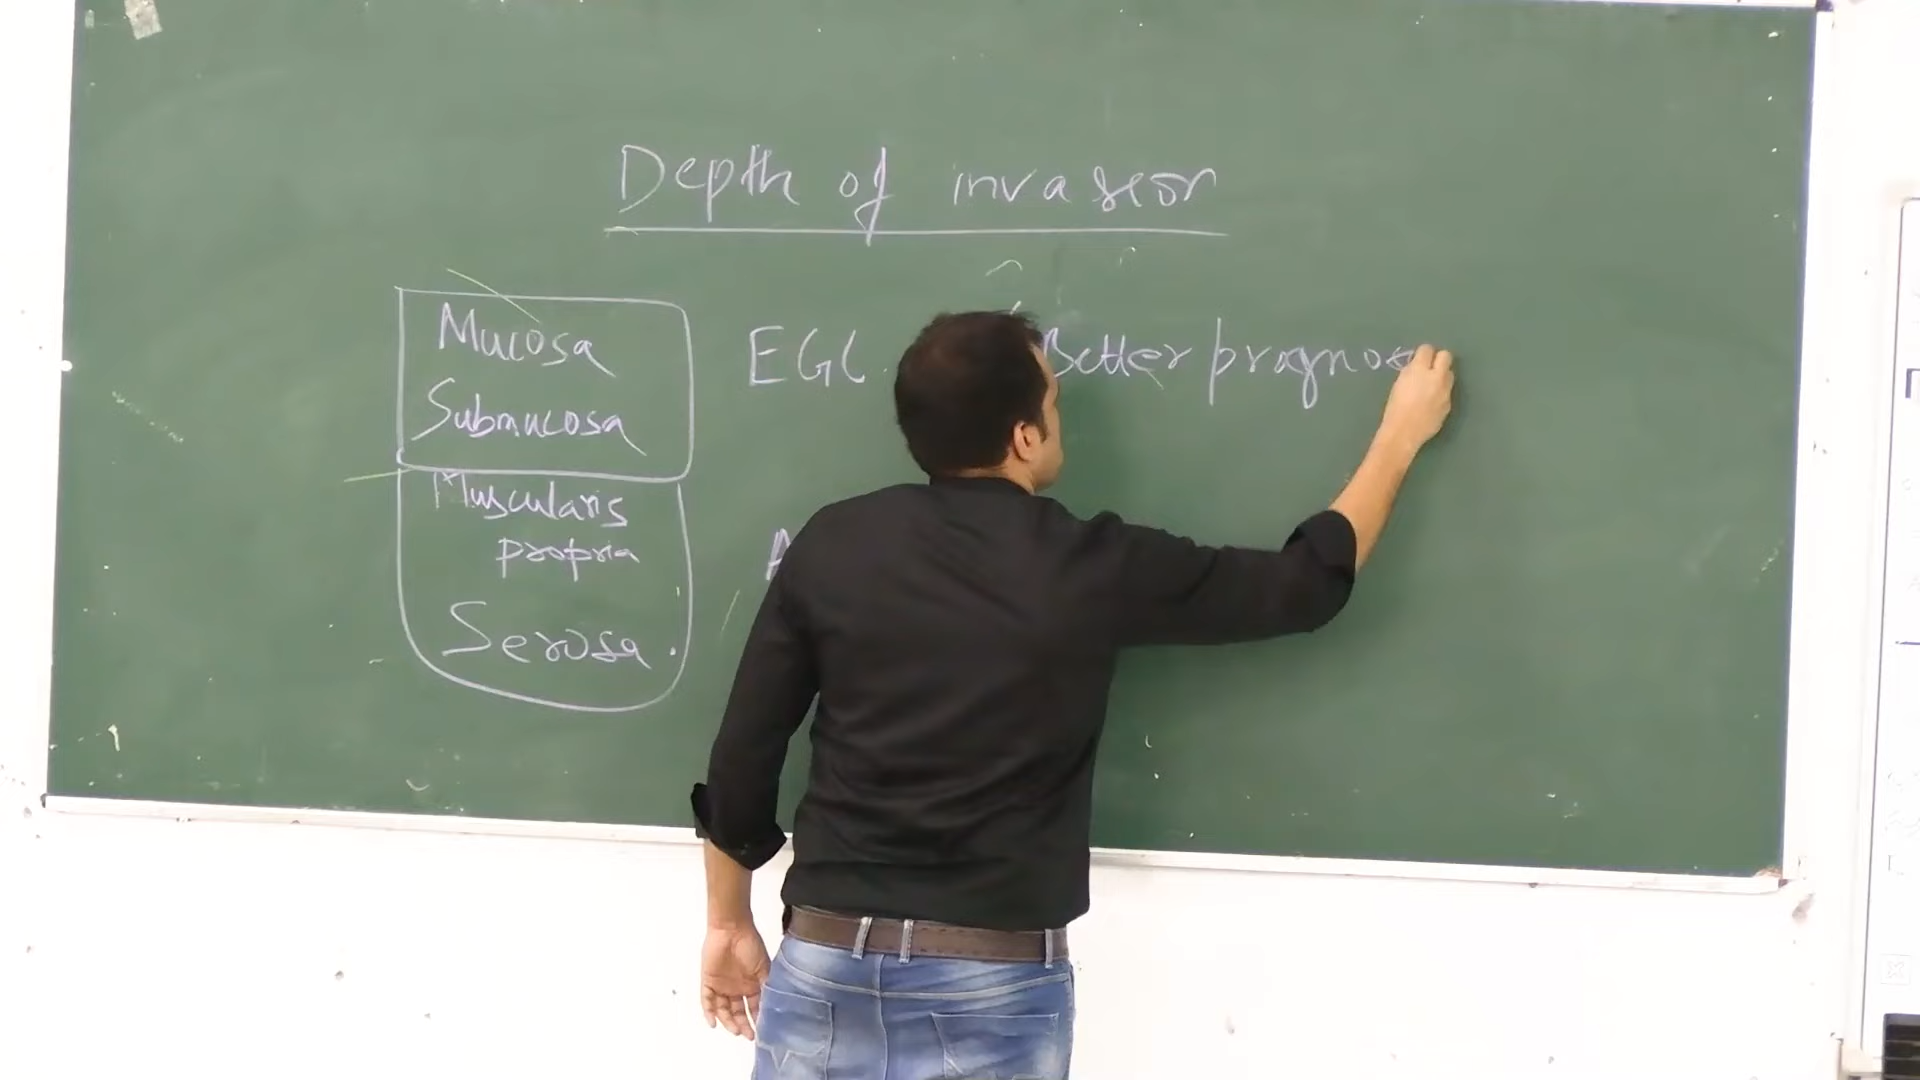 Depth of invasion
Mucosa
Submucosa
Muscularis
propria
Serosa.
EGC
Better prognos
A